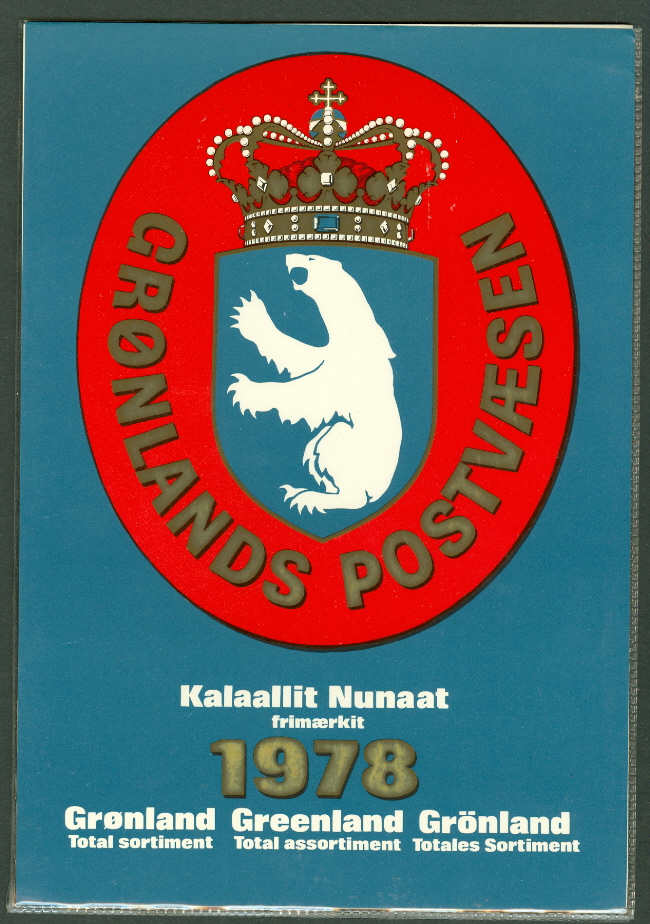 GRØNLANDS POSTVÆSEN
Kalaallit Nunaat
frimærkit
1978
Grønland Greenland Grönland
Total sortiment Total assortiment Totales Sortiment